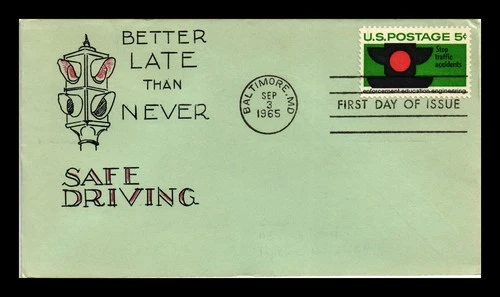 BETTER
LATE
THAN
NEVER
SAFE
DRIVING
BALTIMORE, MD
SEP
3
1965
FIRST DAY OF ISSUE
U.S. POSTAGE 5¢
Stop
traffic
accidents
enforcement·education·engineering